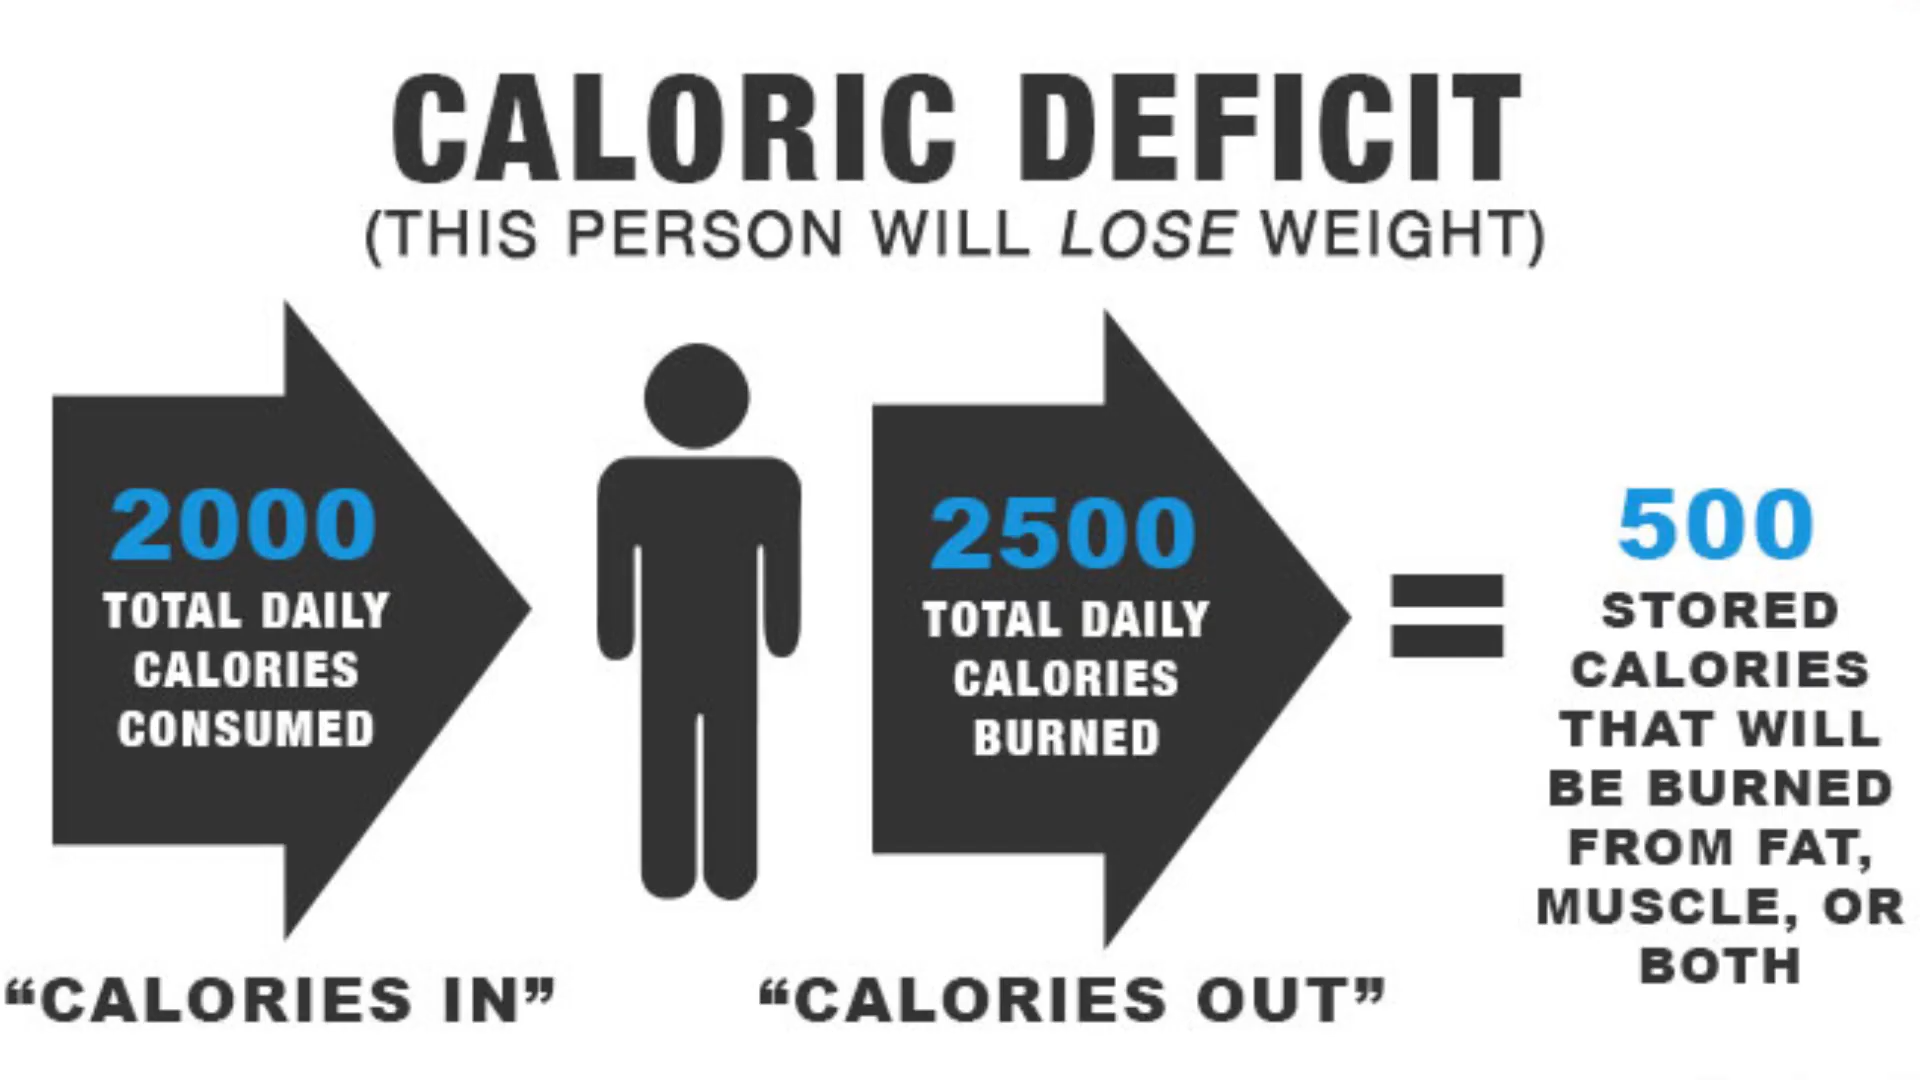 CALORIC DEFICIT
(THIS PERSON WILL LOSE WEIGHT)
2000
TOTAL DAILY
CALORIES
CONSUMED
“CALORIES IN”
2500
TOTAL DAILY
CALORIES
BURNED
“CALORIES OUT”
=
500
STORED
CALORIES
THAT WILL
BE BURNED
FROM FAT,
MUSCLE, OR
BOTH